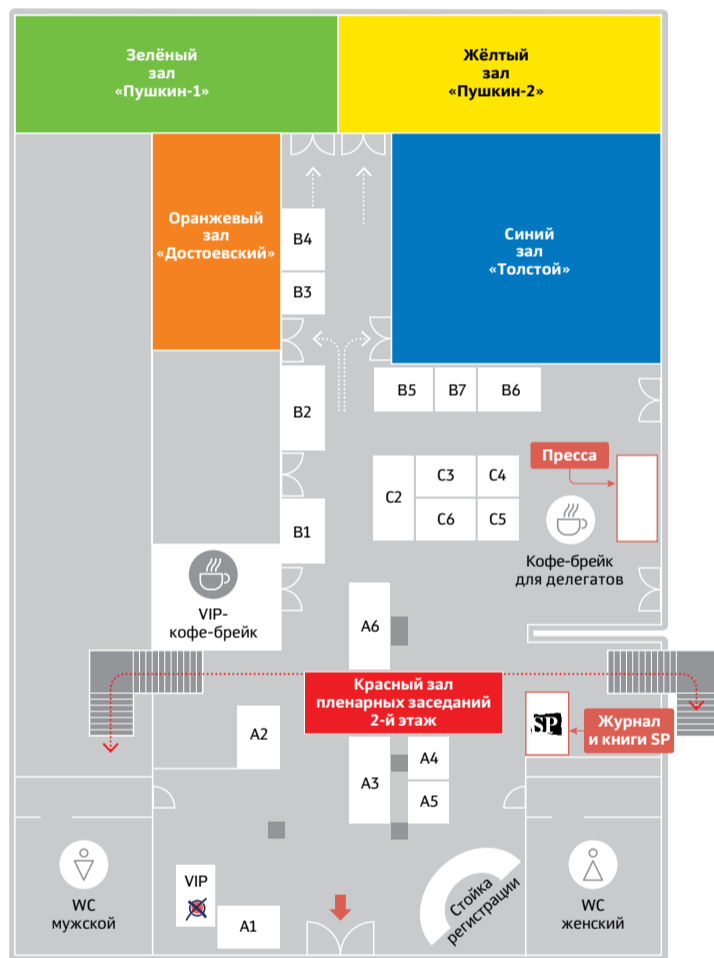 Зелёный
зал
«Пушкин-1»
Жёлтый
зал
«Пушкин-2»
Оранжевый
зал
«Достоевский»
B4
B3
Синий
зал
«Толстой»
B2
B5
B7
B6
Пресса
C2
C3
C4
C6
C5
B1
Кофе-брейк
для делегатов
VIP-
кофе-брейк
A6
Красный зал
пленарных заседаний
2-й этаж
A2
SP
Журнал
и книги SP
A3
A4
A5
VIP
A1
Стойка
регистрации
WC
мужской
WC
женский